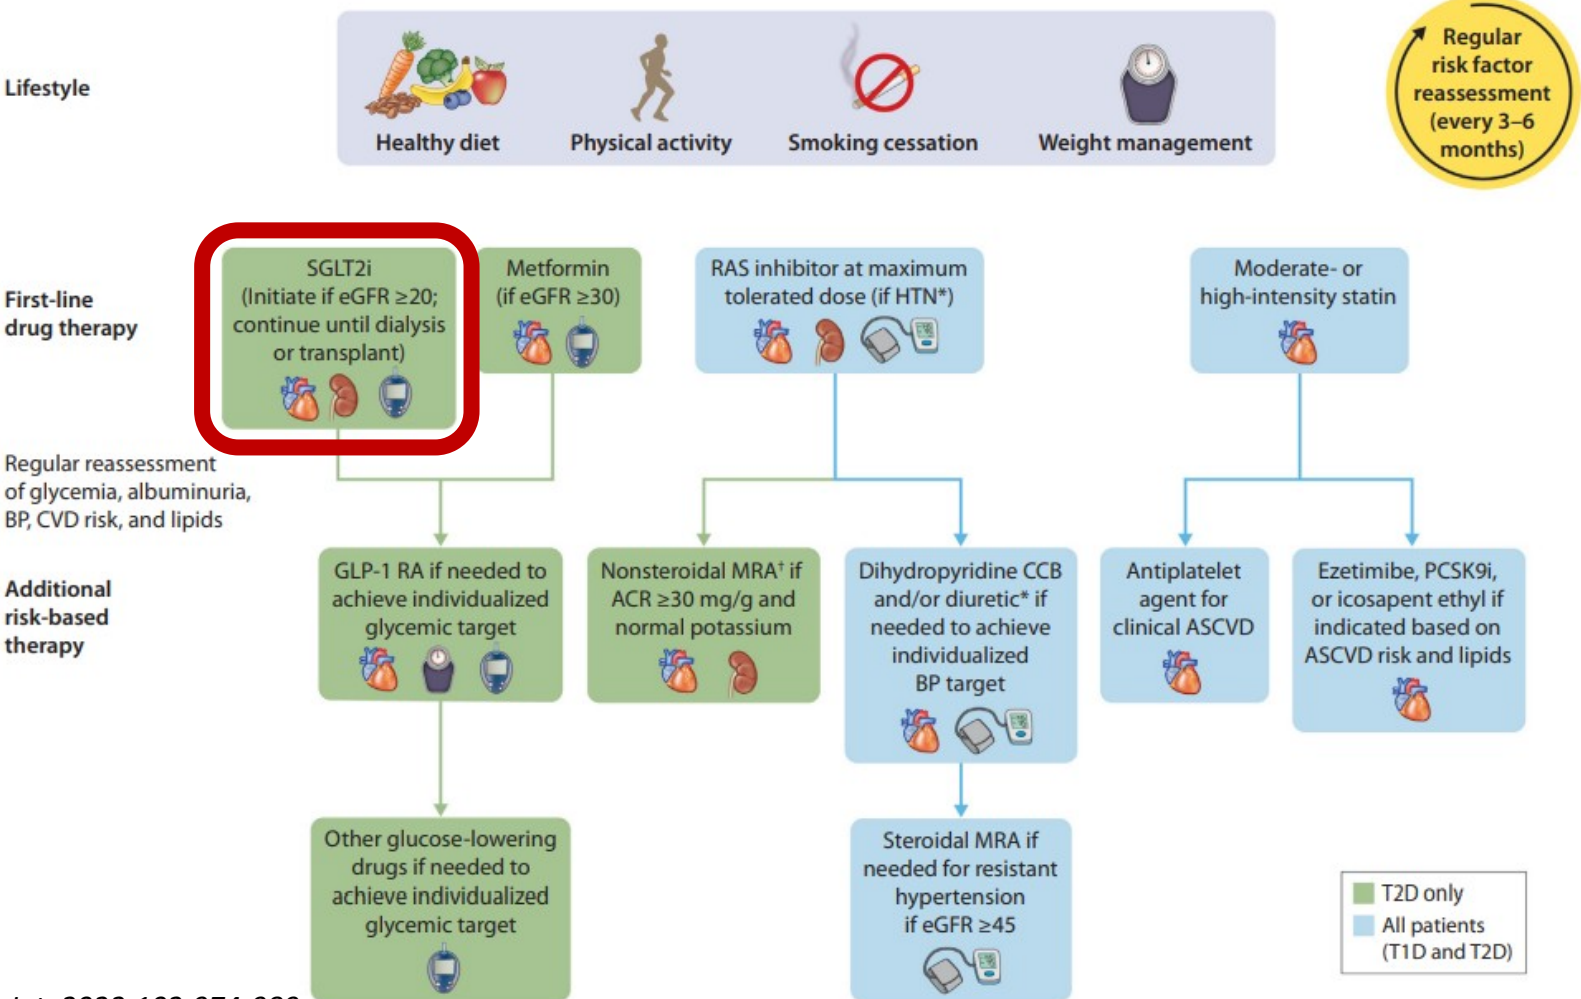 Lifestyle
Healthy diet
Physical activity
Smoking cessation
Weight management
Regular
risk factor
reassessment
(every 3–6
months)
First-line
drug therapy
SGLT2i
(Initiate if eGFR ≥20;
continue until dialysis
or transplant)
Metformin
(if eGFR ≥30)
RAS inhibitor at maximum
tolerated dose (if HTN*)
Moderate- or
high-intensity statin
Regular reassessment
of glycemia, albuminuria,
BP, CVD risk, and lipids
Additional
risk-based
therapy
GLP-1 RA if needed to
achieve individualized
glycemic target
Nonsteroidal MRA† if
ACR ≥30 mg/g and
normal potassium
Dihydropyridine CCB
and/or diuretic* if
needed to achieve
individualized
BP target
Antiplatelet
agent for
clinical ASCVD
Ezetimibe, PCSK9i,
or icosapent ethyl if
indicated based on
ASCVD risk and lipids
Other glucose-lowering
drugs if needed to
achieve individualized
glycemic target
Steroidal MRA if
needed for resistant
hypertension
if eGFR ≥45
T2D only
All patients
(T1D and T2D)